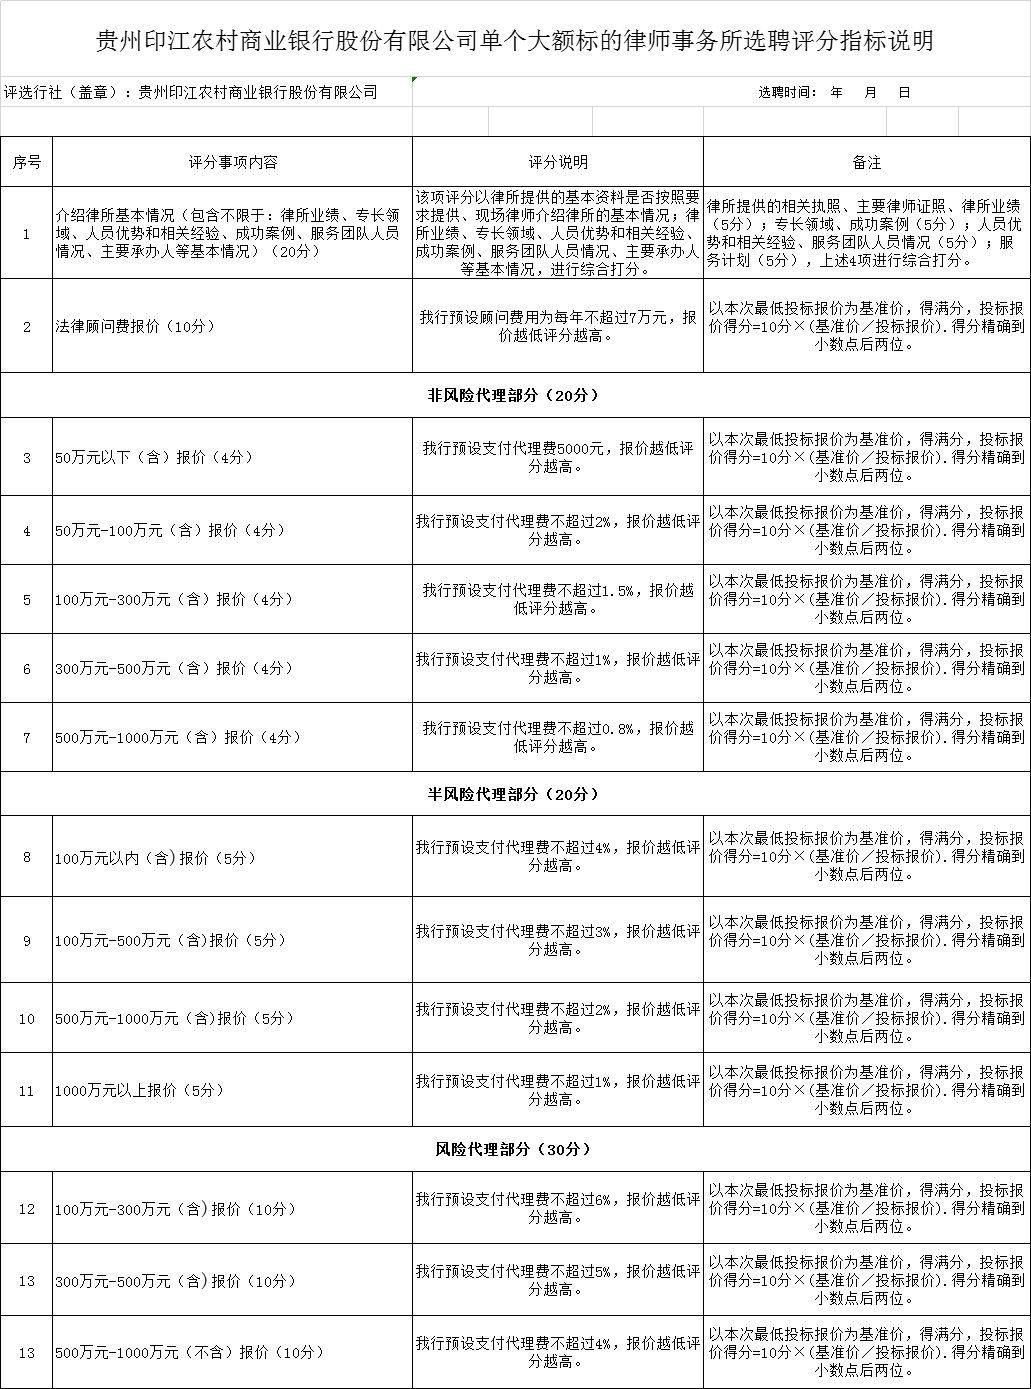 贵州印江农村商业银行股份有限公司单个大额标的律师事务所选聘评分指标说明
评选行社（盖章）：贵州印江农村商业银行股份有限公司
选聘时间： 年 月 日
序号 评分事项内容 评分说明 备注
1
介绍律所基本情况（包含不限于：律所业绩、专长领
域、人员优势和相关经验、成功案例、服务团队人员
情况、主要承办人等基本情况）（20分）
该项评分以律所提供的基本资料是否按照要
求提供、现场律师介绍律所的基本情况；律
所业绩、专长领域、人员优势和相关经验、
成功案例、服务团队人员情况、主要承办人
等基本情况，进行综合打分。
律所提供的相关执照、主要律师证照、律所业绩
（5分）；专长领域、成功案例（5分）；人员优
势和相关经验、服务团队人员情况（5分）；服
务计划（5分），上述4项进行综合打分。
2
法律顾问费报价（10分）
我行预设顾问费用为每年不超过7万元，报
价越低评分越高。
以本次最低投标报价为基准价，得满分，投标报
价得分=10分×(基准价／投标报价).得分精确到
小数点后两位。
非风险代理部分（20分）
3
50万元以下（含）报价（4分）
我行预设支付代理费5000元，报价越低评
分越高。
以本次最低投标报价为基准价，得满分，投标报
价得分=10分×(基准价／投标报价).得分精确到
小数点后两位。
4
50万元-100万元（含）报价（4分）
我行预设支付代理费不超过2%，报价越低评
分越高。
以本次最低投标报价为基准价，得满分，投标报
价得分=10分×(基准价／投标报价).得分精确到
小数点后两位。
5
100万元-300万元（含）报价（4分）
我行预设支付代理费不超过1.5%，报价越
低评分越高。
以本次最低投标报价为基准价，得满分，投标报
价得分=10分×(基准价／投标报价).得分精确到
小数点后两位。
6
300万元-500万元（含）报价（4分）
我行预设支付代理费不超过1%，报价越低评
分越高。
以本次最低投标报价为基准价，得满分，投标报
价得分=10分×(基准价／投标报价).得分精确到
小数点后两位。
7
500万元-1000万元（含）报价（4分）
我行预设支付代理费不超过0.8%，报价越
低评分越高。
以本次最低投标报价为基准价，得满分，投标报
价得分=10分×(基准价／投标报价).得分精确到
小数点后两位。
半风险代理部分（20分）
8
100万元以内（含)报价（5分）
我行预设支付代理费不超过4%，报价越低评
分越高。
以本次最低投标报价为基准价，得满分，投标报
价得分=10分×(基准价／投标报价).得分精确到
小数点后两位。
9
100万元-500万元（含)报价（5分）
我行预设支付代理费不超过3%，报价越低评
分越高。
以本次最低投标报价为基准价，得满分，投标报
价得分=10分×(基准价／投标报价).得分精确到
小数点后两位。
10
500万元-1000万元（含)报价（5分）
我行预设支付代理费不超过2%，报价越低评
分越高。
以本次最低投标报价为基准价，得满分，投标报
价得分=10分×(基准价／投标报价).得分精确到
小数点后两位。
11
1000万元以上报价（5分）
我行预设支付代理费不超过1%，报价越低评
分越高。
以本次最低投标报价为基准价，得满分，投标报
价得分=10分×(基准价／投标报价).得分精确到
小数点后两位。
风险代理部分（30分）
12
100万元-300万元（含)报价（10分）
我行预设支付代理费不超过6%，报价越低评
分越高。
以本次最低投标报价为基准价，得满分，投标报
价得分=10分×(基准价／投标报价).得分精确到
小数点后两位。
13
300万元-500万元（含)报价（10分）
我行预设支付代理费不超过5%，报价越低评
分越高。
以本次最低投标报价为基准价，得满分，投标报
价得分=10分×(基准价／投标报价).得分精确到
小数点后两位。
13
500万元-1000万元（不含）报价（10分）
我行预设支付代理费不超过4%，报价越低评
分越高。
以本次最低投标报价为基准价，得满分，投标报
价得分=10分×(基准价／投标报价).得分精确到
小数点后两位。